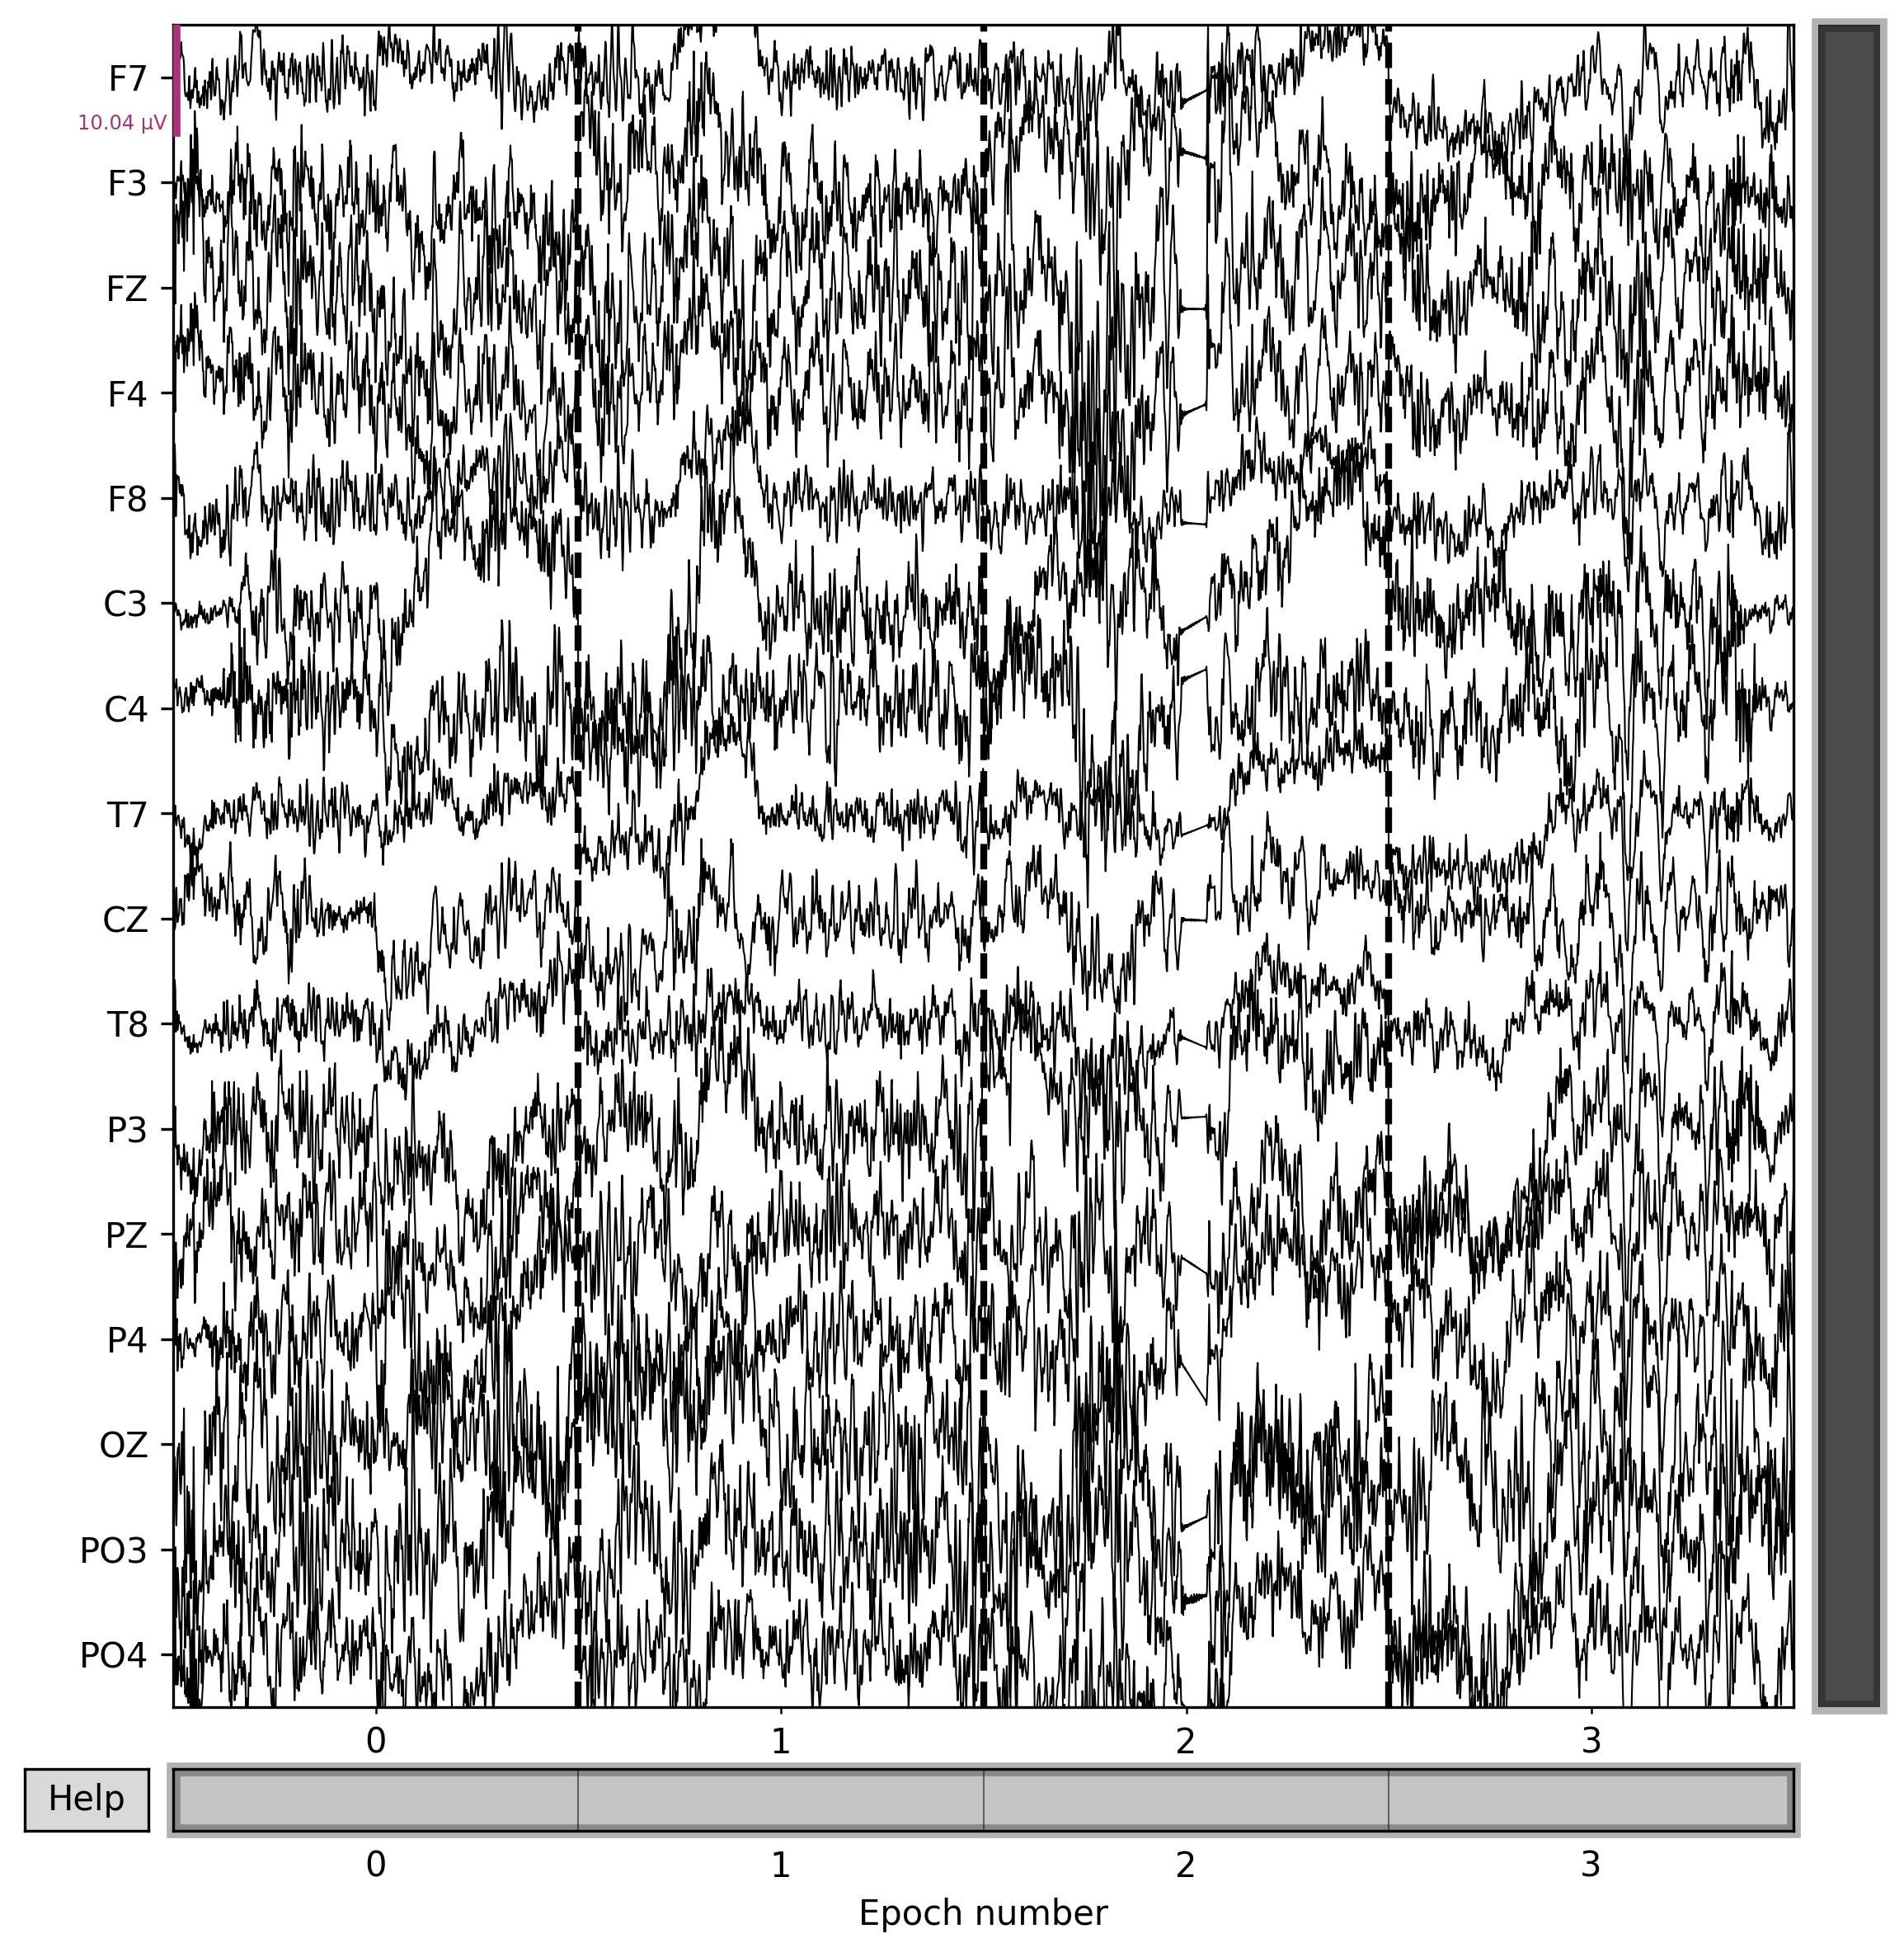 F7
10.04 µV
F3
FZ
F4
F8
C3
C4
T7
CZ
T8
P3
PZ
P4
OZ
PO3
PO4
0 1 2 3
Help
0 1 2 3
Epoch number